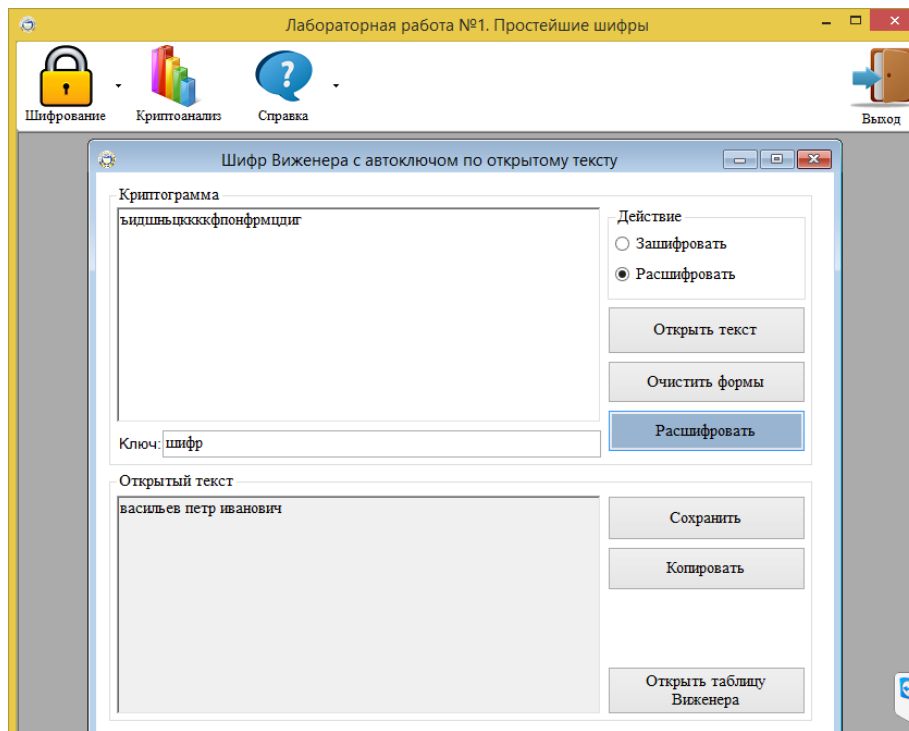 Лабораторная работа №1. Простейшие шифры
Шифрование
Криптоанализ
Справка
Выход
Шифр Виженера с автоключом по открытому тексту
Криптограмма
ъидшньцккккфпонфрмцдиг
Действие
Зашифровать
Расшифровать
Открыть текст
Очистить формы
Расшифровать
Ключ: шифр
Открытый текст
васильев петр иванович
Сохранить
Копировать
Открыть таблицу
Виженера